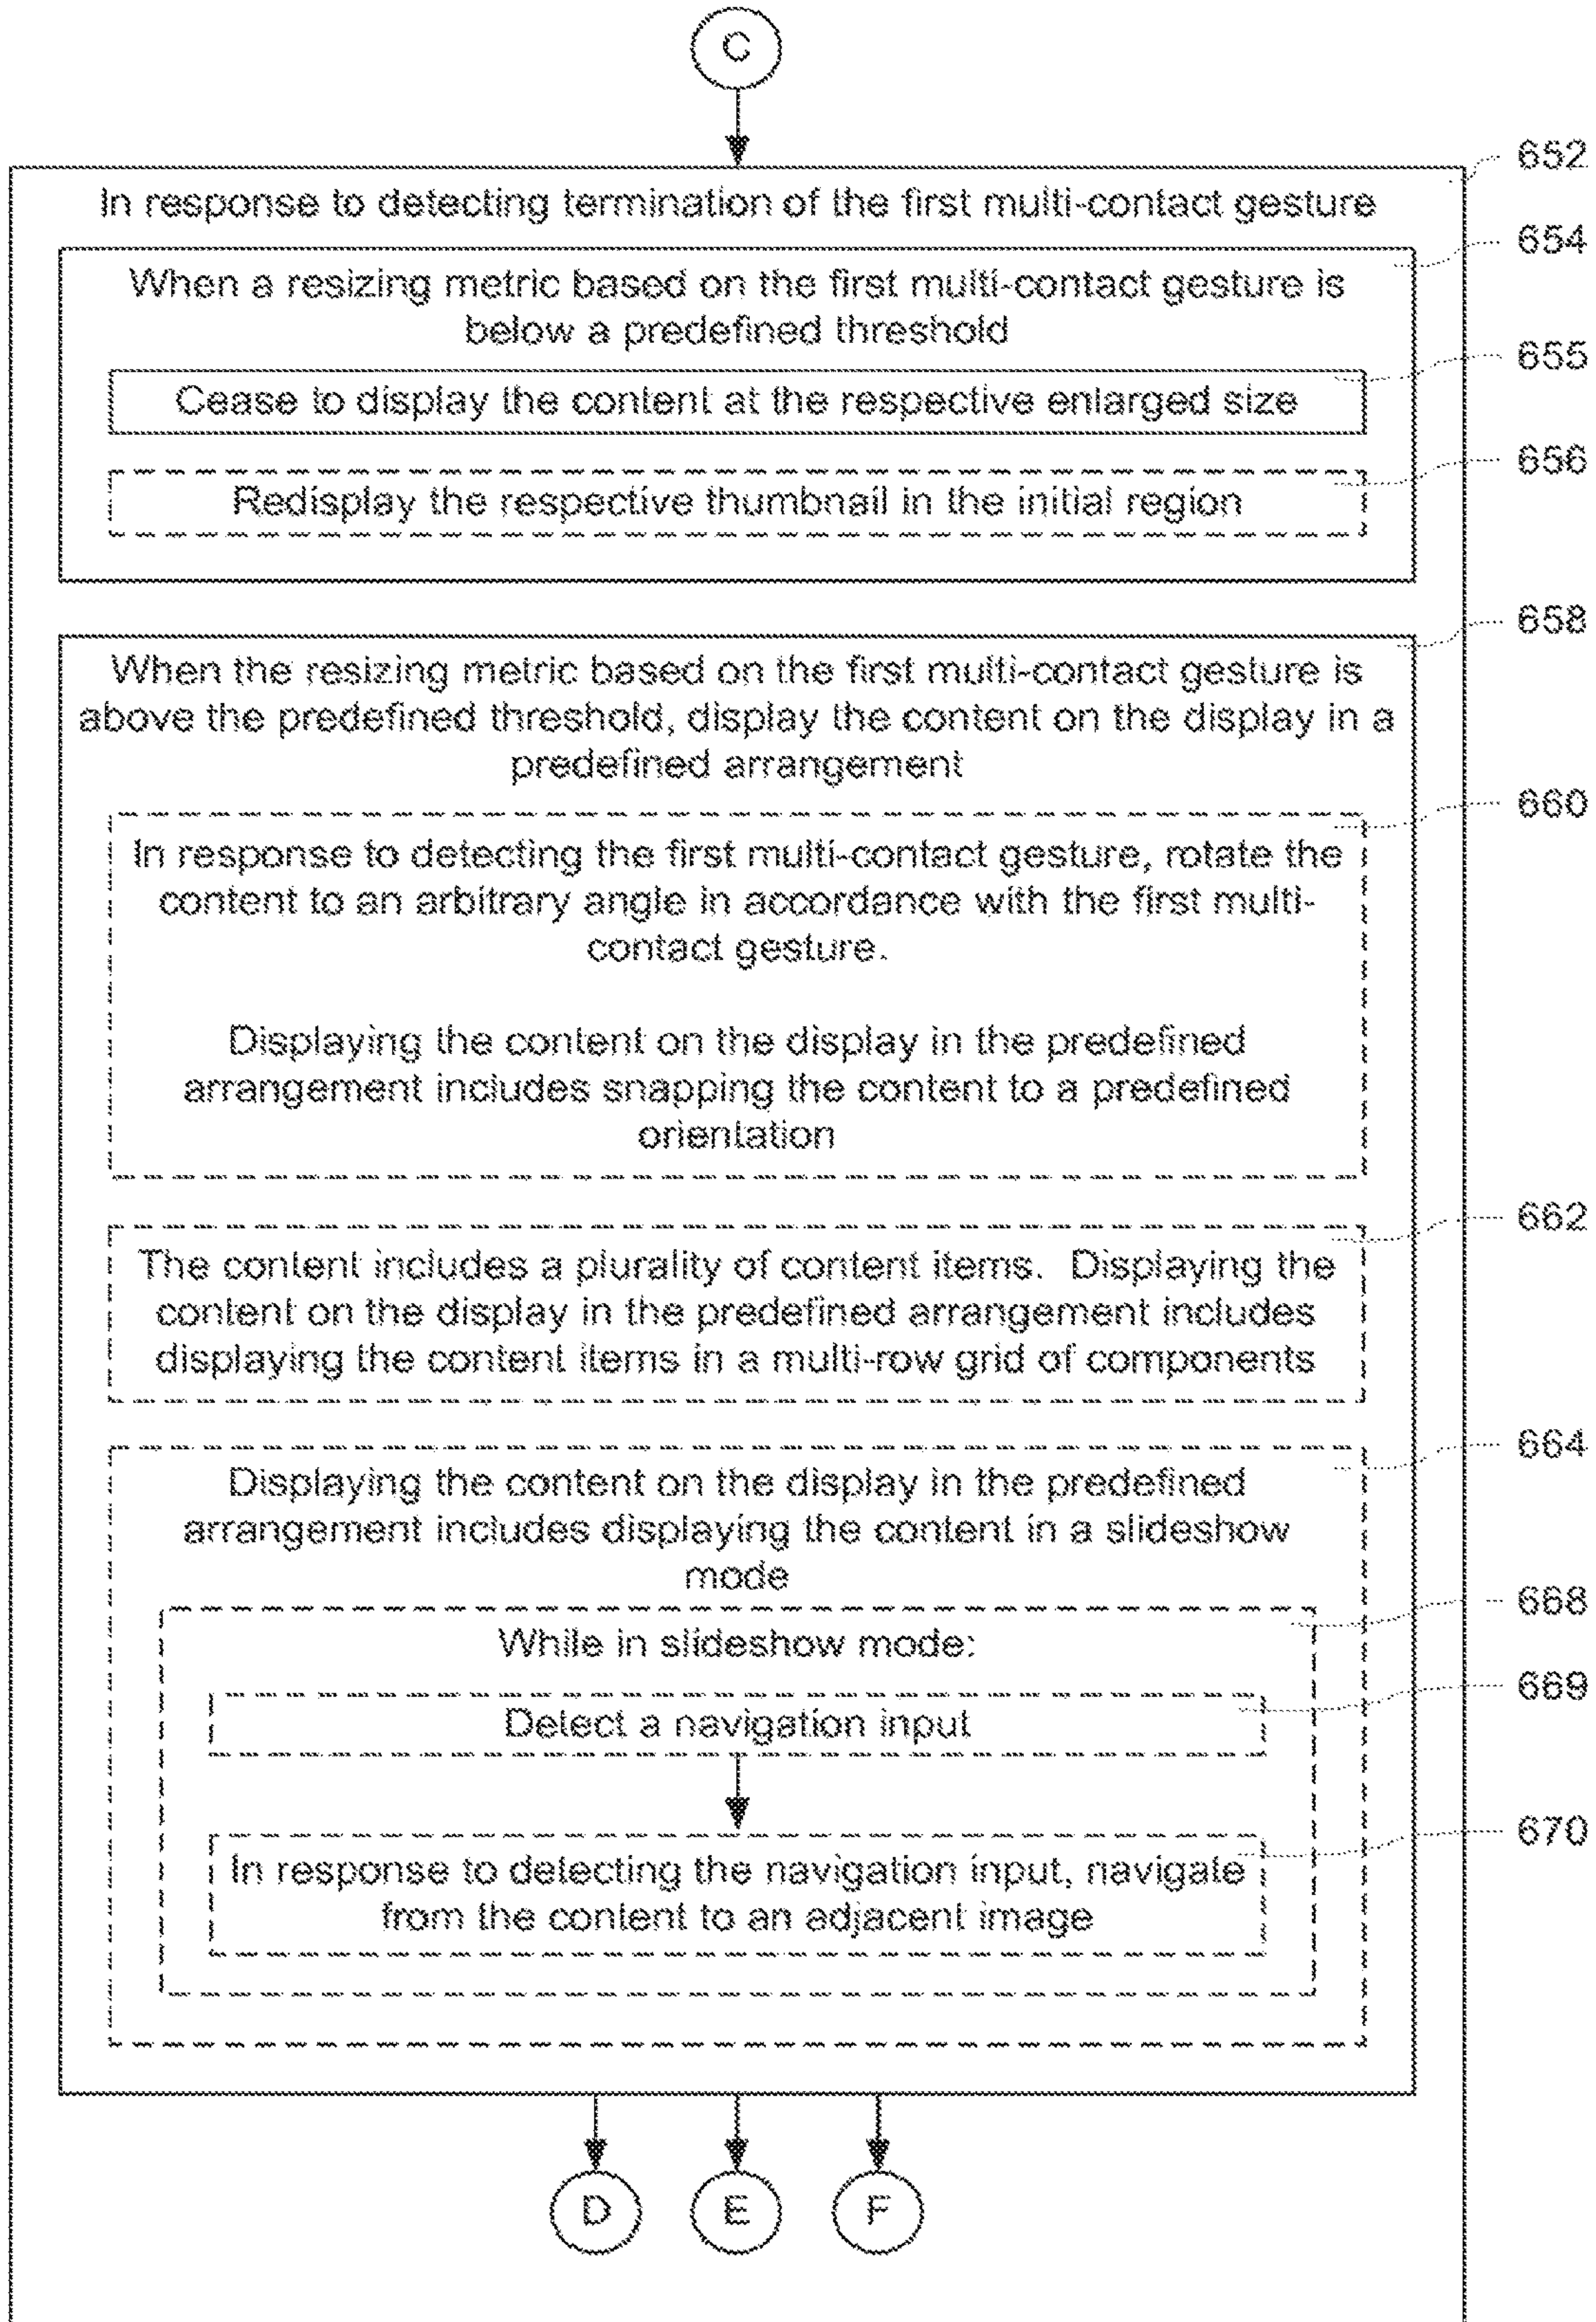 C
652
In response to detecting termination of the first multi-contact gesture
654
When a resizing metric based on the first multi-contact gesture is
below a predefined threshold
655
Cease to display the content at the respective enlarged size
656
Redisplay the respective thumbnail in the initial region
658
When the resizing metric based on the first multi-contact gesture is
above the predefined threshold, display the content on the display in a
predefined arrangement
660
In response to detecting the first multi-contact gesture, rotate the
content to an arbitrary angle in accordance with the first multi-
contact gesture.
Displaying the content on the display in the predefined
arrangement includes snapping the content to a predefined
orientation
662
The content includes a plurality of content items. Displaying the
content on the display in the predefined arrangement includes
displaying the content items in a multi-row grid of components
664
Displaying the content on the display in the predefined
arrangement includes displaying the content in a slideshow
mode
668
While in slideshow mode:
669
Detect a navigation input
670
In response to detecting the navigation input, navigate
from the content to an adjacent image
D E F